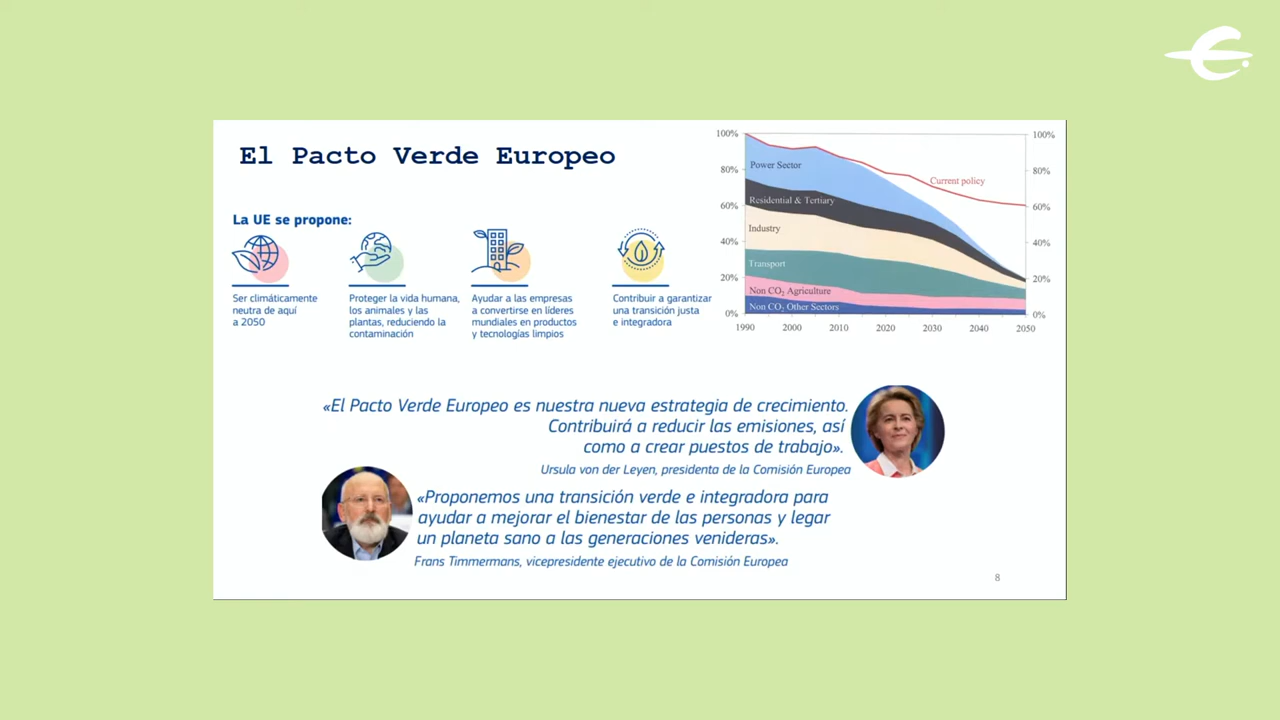 El Pacto Verde Europeo
La UE se propone:
Ser climáticamente
neutra de aquí
a 2050
Proteger la vida humana,
los animales y las
plantas, reduciendo la
contaminación
Ayudar a las empresas
a convertirse en líderes
mundiales en productos
y tecnologías limpios
Contribuir a garantizar
una transición justa
e integradora
100%
80%
60%
40%
20%
0%
Power Sector
Residential & Tertiary
Industry
Transport
Non CO₂ Agriculture
Non CO₂ Other Sectors
Current policy
100%
80%
60%
40%
20%
0%
1990 2000 2010 2020 2030 2040 2050
«El Pacto Verde Europeo es nuestra nueva estrategia de crecimiento.
Contribuirá a reducir las emisiones, así
como a crear puestos de trabajo».
Ursula von der Leyen, presidenta de la Comisión Europea
«Proponemos una transición verde e integradora para
ayudar a mejorar el bienestar de las personas y legar
un planeta sano a las generaciones venideras».
Frans Timmermans, vicepresidente ejecutivo de la Comisión Europea
8